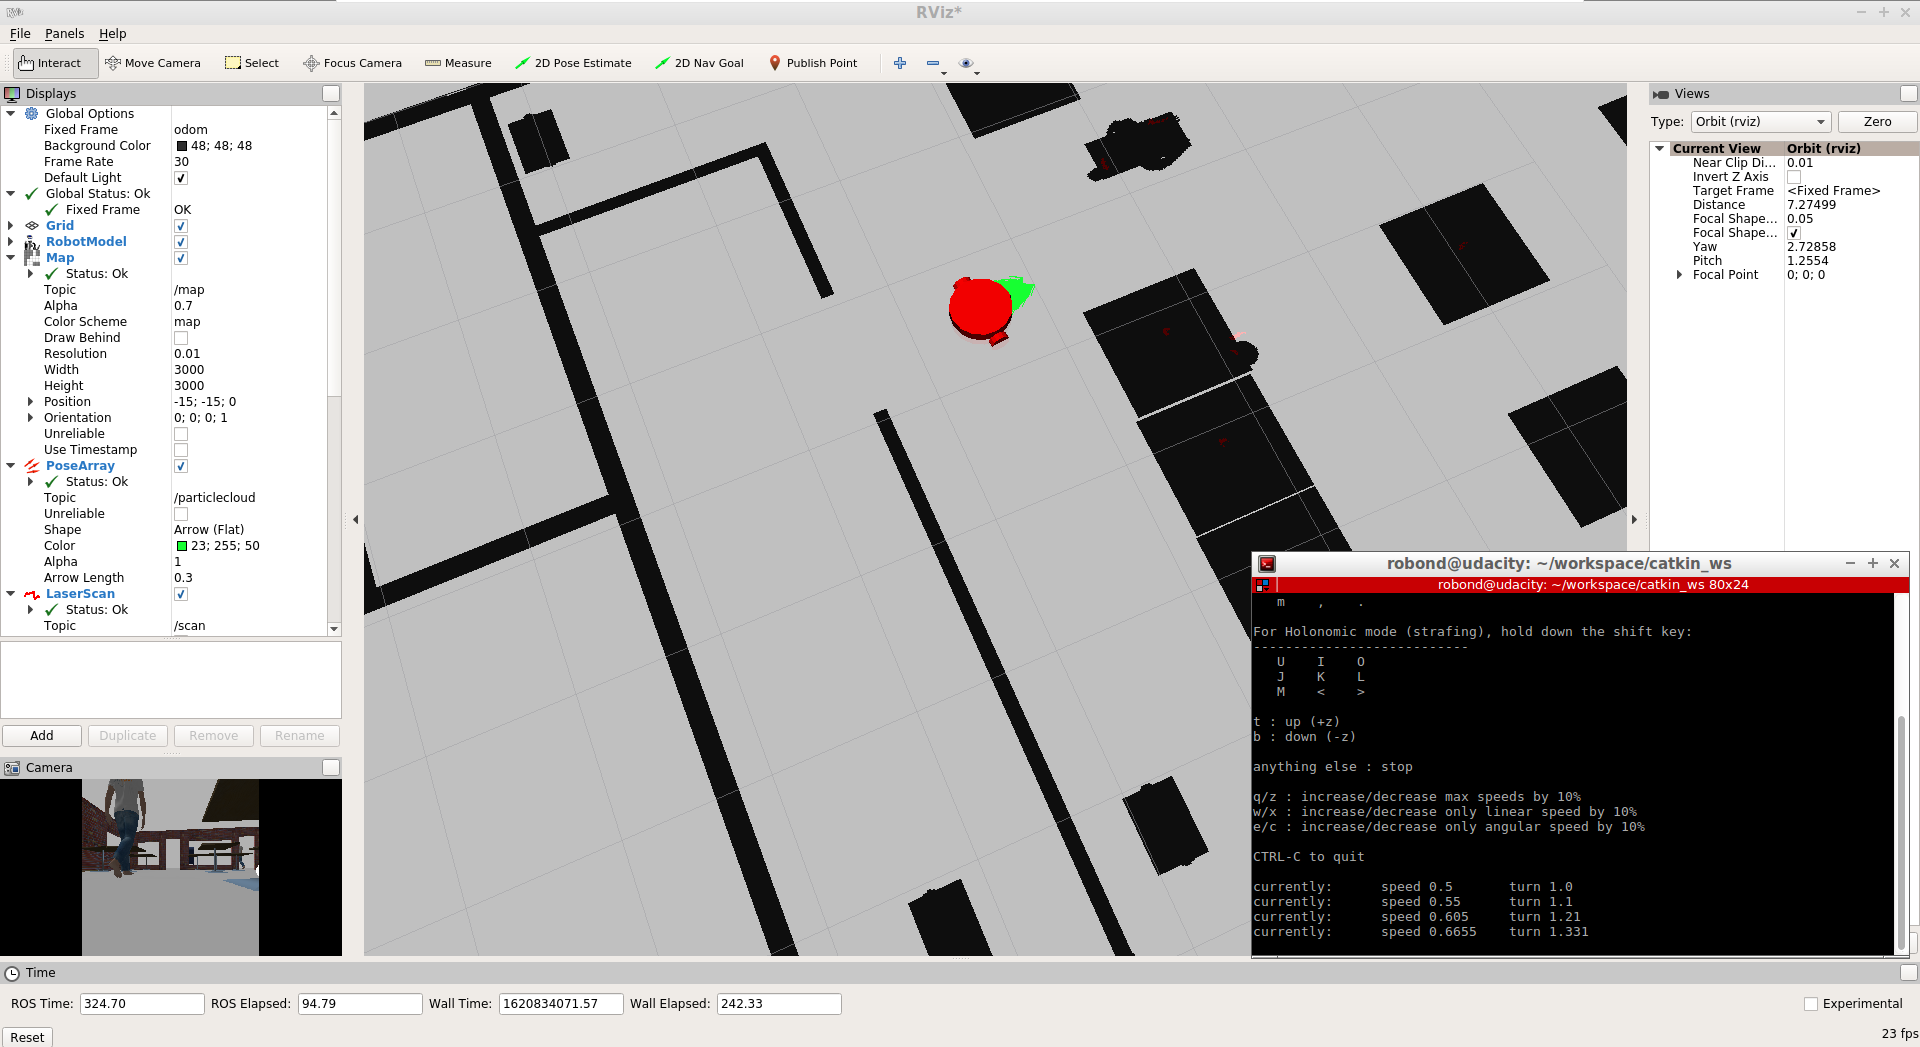 RViz*
File Panels Help
Interact Move Camera Select Focus Camera Measure 2D Pose Estimate 2D Nav Goal Publish Point
Displays
Global Options
Fixed Frame odom
Background Color 48; 48; 48
Frame Rate 30
Default Light
Global Status: Ok
Fixed Frame OK
Grid
RobotModel
Map
Status: Ok
Topic /map
Alpha 0.7
Color Scheme map
Draw Behind
Resolution 0.01
Width 3000
Height 3000
Position -15; -15; 0
Orientation 0; 0; 0; 1
Unreliable
Use Timestamp
PoseArray
Status: Ok
Topic /particlecloud
Unreliable
Shape Arrow (Flat)
Color 23; 255; 50
Alpha 1
Arrow Length 0.3
LaserScan
Status: Ok
Topic /scan
Add Duplicate Remove Rename
Camera
Views
Type: Orbit (rviz) Zero
Current View Orbit (rviz)
Near Clip Di... 0.01
Invert Z Axis
Target Frame <Fixed Frame>
Distance 7.27499
Focal Shape... 0.05
Focal Shape...
Yaw 2.72858
Pitch 1.2554
Focal Point 0; 0; 0
robond@udacity: ~/workspace/catkin_ws
robond@udacity: ~/workspace/catkin_ws 80x24
m , .
For Holonomic mode (strafing), hold down the shift key:
---------------------------
U I O
J K L
M < >
t : up (+z)
b : down (-z)
anything else : stop
q/z : increase/decrease max speeds by 10%
w/x : increase/decrease only linear speed by 10%
e/c : increase/decrease only angular speed by 10%
CTRL-C to quit
currently: speed 0.5 turn 1.0
currently: speed 0.55 turn 1.1
currently: speed 0.605 turn 1.21
currently: speed 0.6655 turn 1.331
Time
ROS Time: 324.70 ROS Elapsed: 94.79 Wall Time: 1620834071.57 Wall Elapsed: 242.33 Experimental
Reset 23 fps